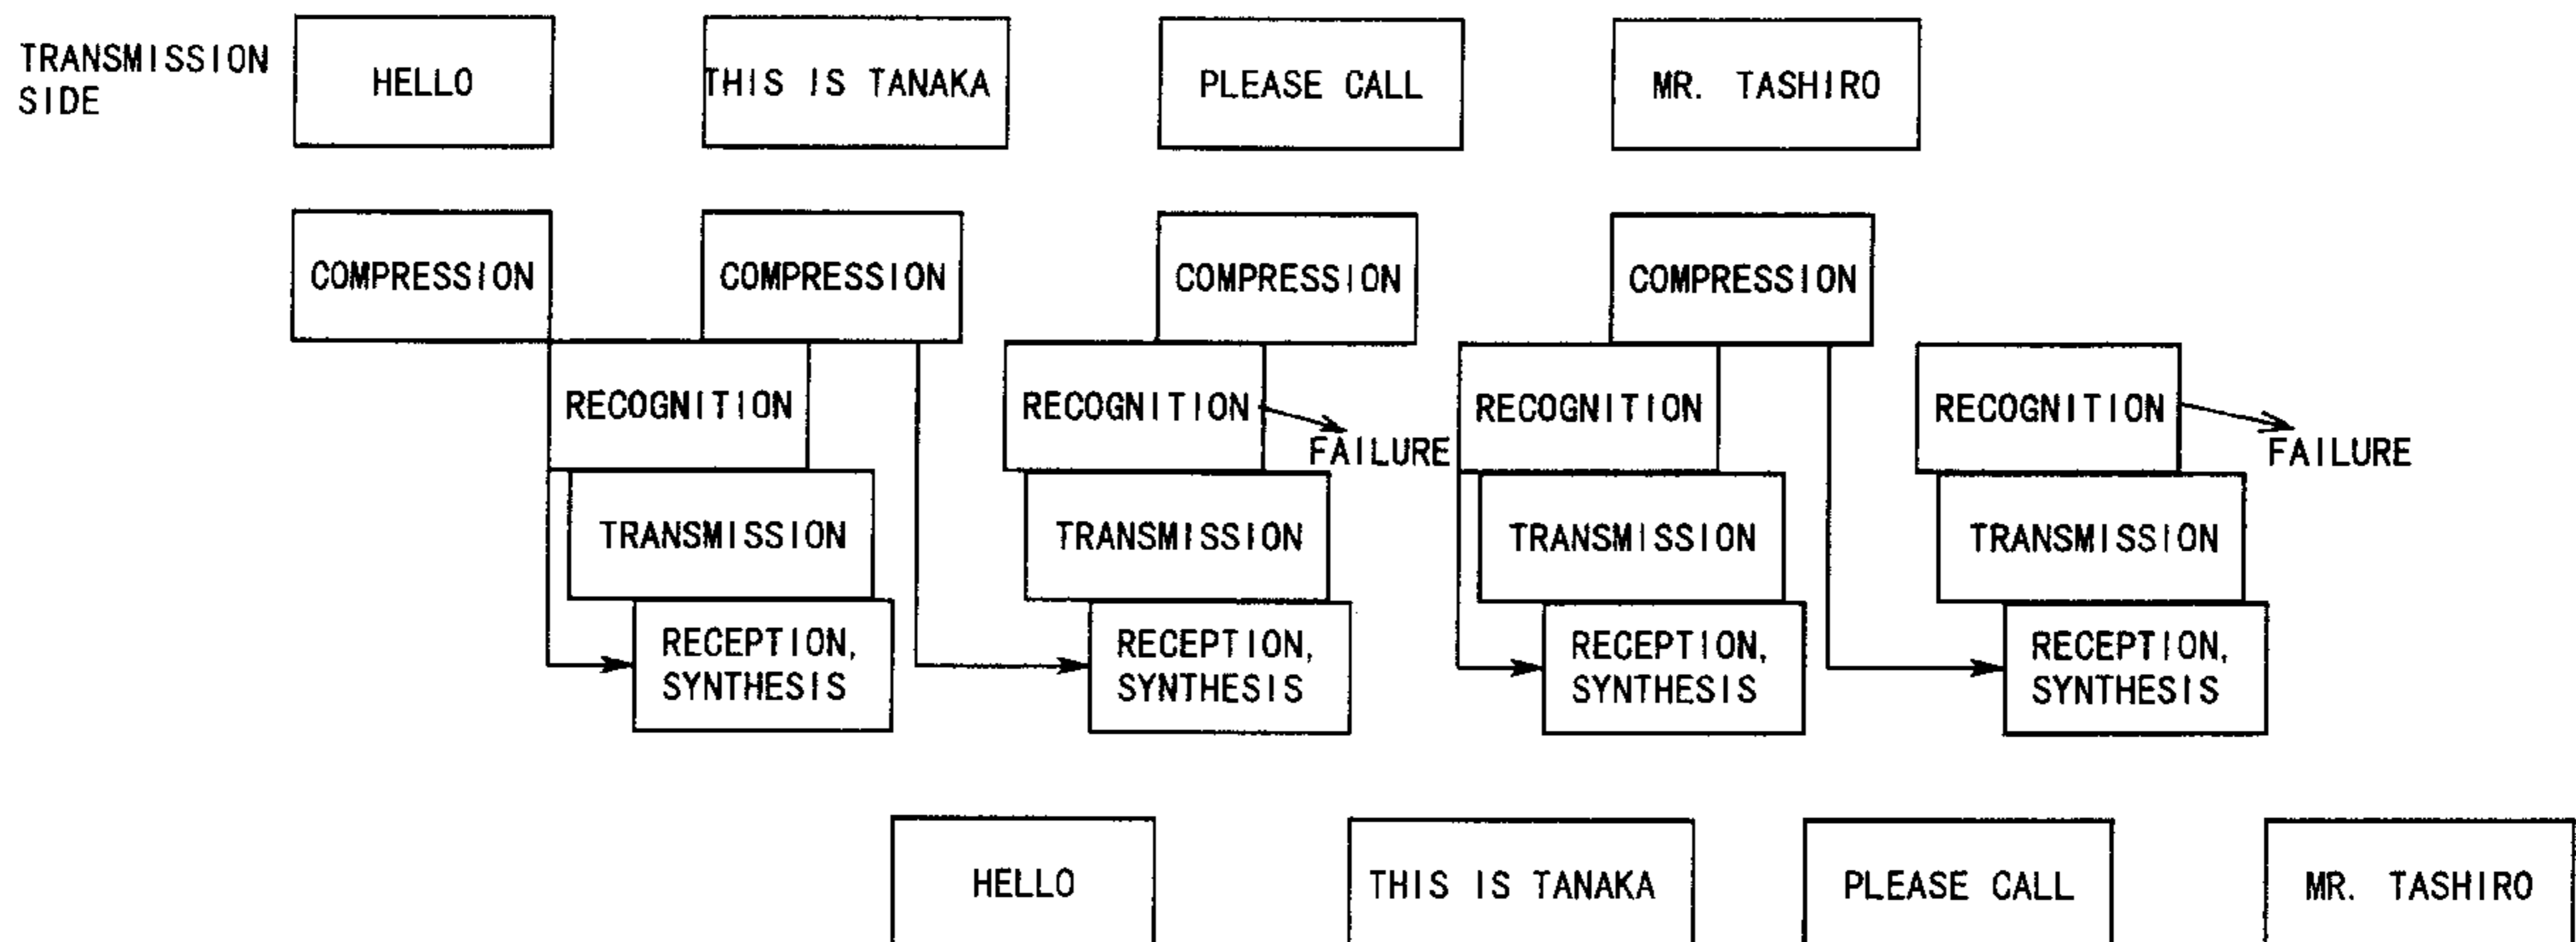 TRANSMISSION
SIDE
HELLO
THIS IS TANAKA
PLEASE CALL
MR. TASHIRO
COMPRESSION
COMPRESSION
COMPRESSION
COMPRESSION
RECOGNITION
RECOGNITION
FAILURE
RECOGNITION
RECOGNITION
FAILURE
TRANSMISSION
TRANSMISSION
TRANSMISSION
TRANSMISSION
RECEPTION,
SYNTHESIS
RECEPTION,
SYNTHESIS
RECEPTION,
SYNTHESIS
RECEPTION,
SYNTHESIS
HELLO
THIS IS TANAKA
PLEASE CALL
MR. TASHIRO